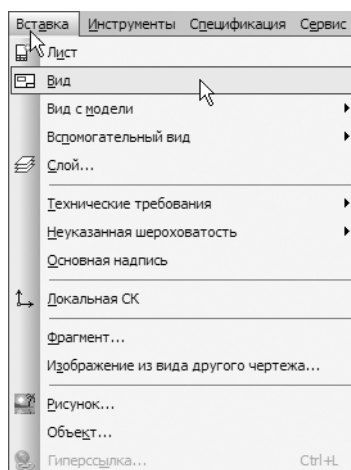 Вставка Инструменты Спецификация Сервис
Лист
Вид
Вид с модели
Вспомогательный вид
Слой...
Технические требования
Неуказанная шероховатость
Основная надпись
Локальная СК
Фрагмент...
Изображение из вида другого чертежа...
Рисунок...
Объект...
Гиперссылка... Ctrl+L